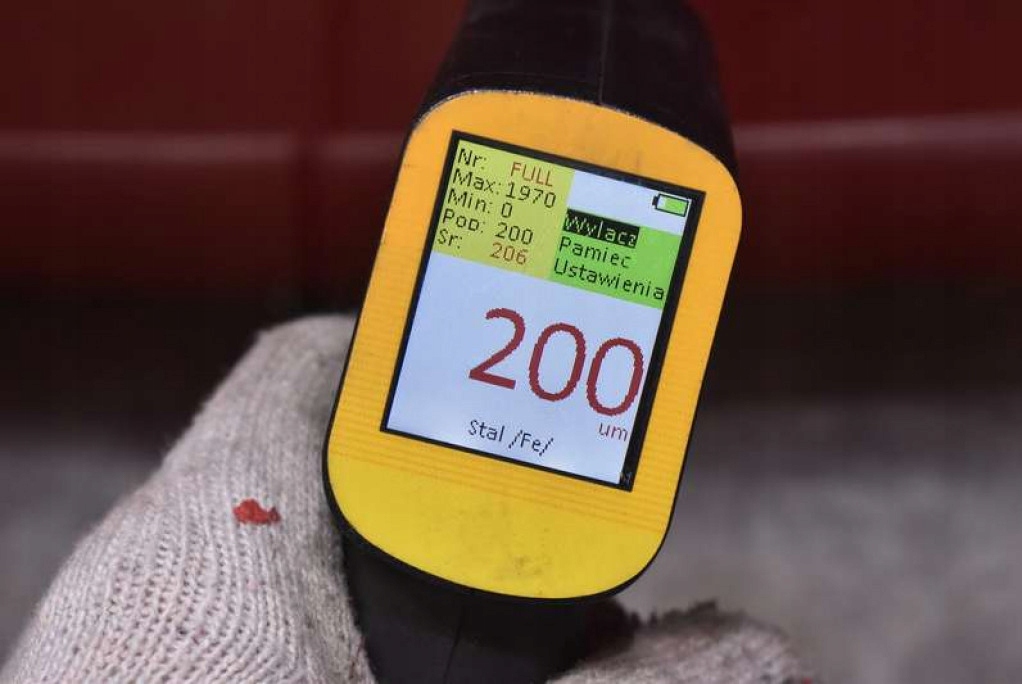 Nr: FULL
Max: 1970
Min: 0
Pop: 200
Sr: 206
Wylacz
Pamiec
Ustawienia
200
um
Stal /Fe/